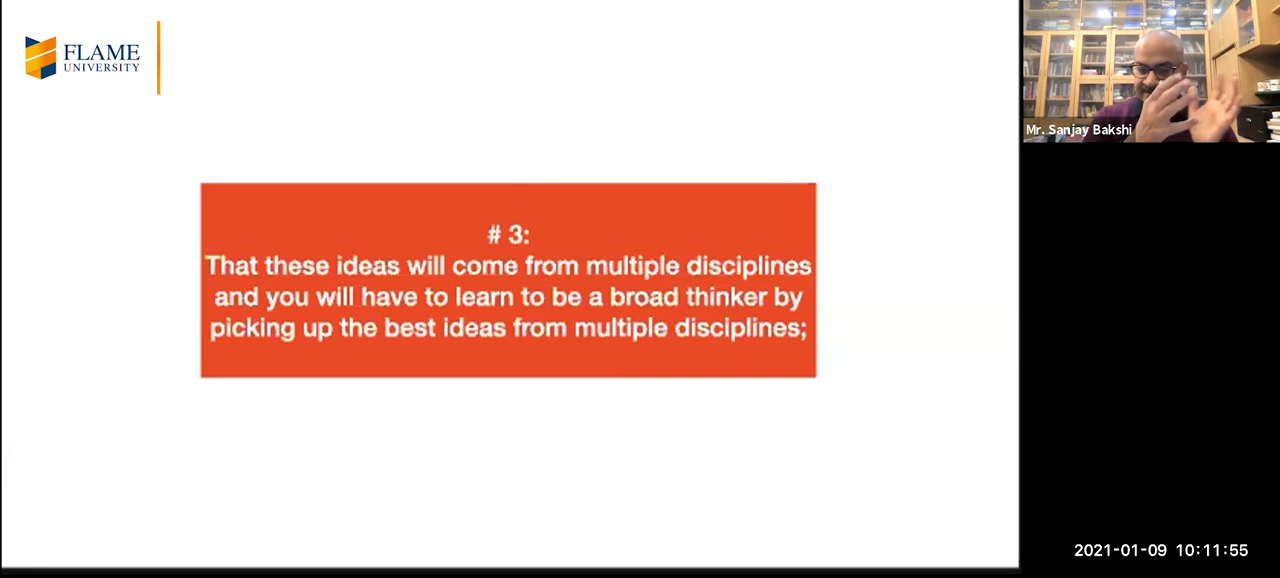 FLAME
UNIVERSITY
# 3:
That these ideas will come from multiple disciplines
and you will have to learn to be a broad thinker by
picking up the best ideas from multiple disciplines;
Mr. Sanjay Bakshi
2021-01-09 10:11:55